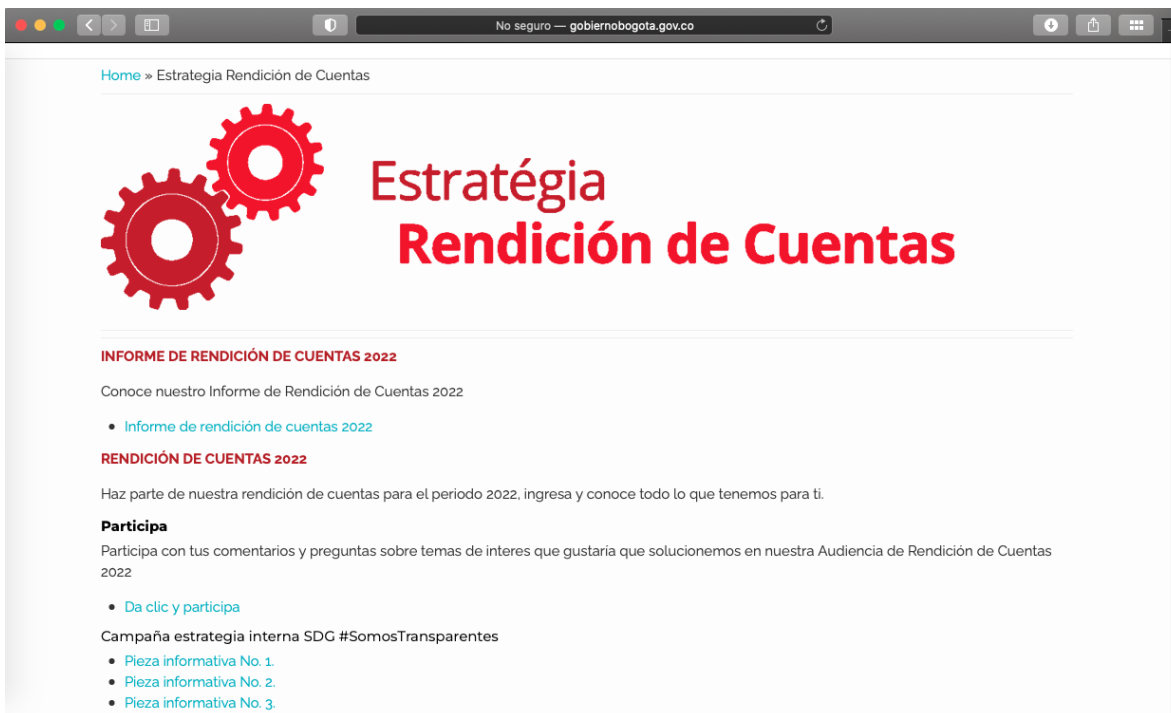 No seguro — gobiernobogota.gov.co
Home » Estrategia Rendición de Cuentas
Estratégia
Rendición de Cuentas
INFORME DE RENDICIÓN DE CUENTAS 2022
Conoce nuestro Informe de Rendición de Cuentas 2022
• Informe de rendición de cuentas 2022
RENDICIÓN DE CUENTAS 2022
Haz parte de nuestra rendición de cuentas para el periodo 2022, ingresa y conoce todo lo que tenemos para ti.
Participa
Participa con tus comentarios y preguntas sobre temas de interes que gustaría que solucionemos en nuestra Audiencia de Rendición de Cuentas
2022
• Da clic y participa
Campaña estrategia interna SDG #SomosTransparentes
• Pieza informativa No. 1.
• Pieza informativa No. 2.
• Pieza informativa No. 3.